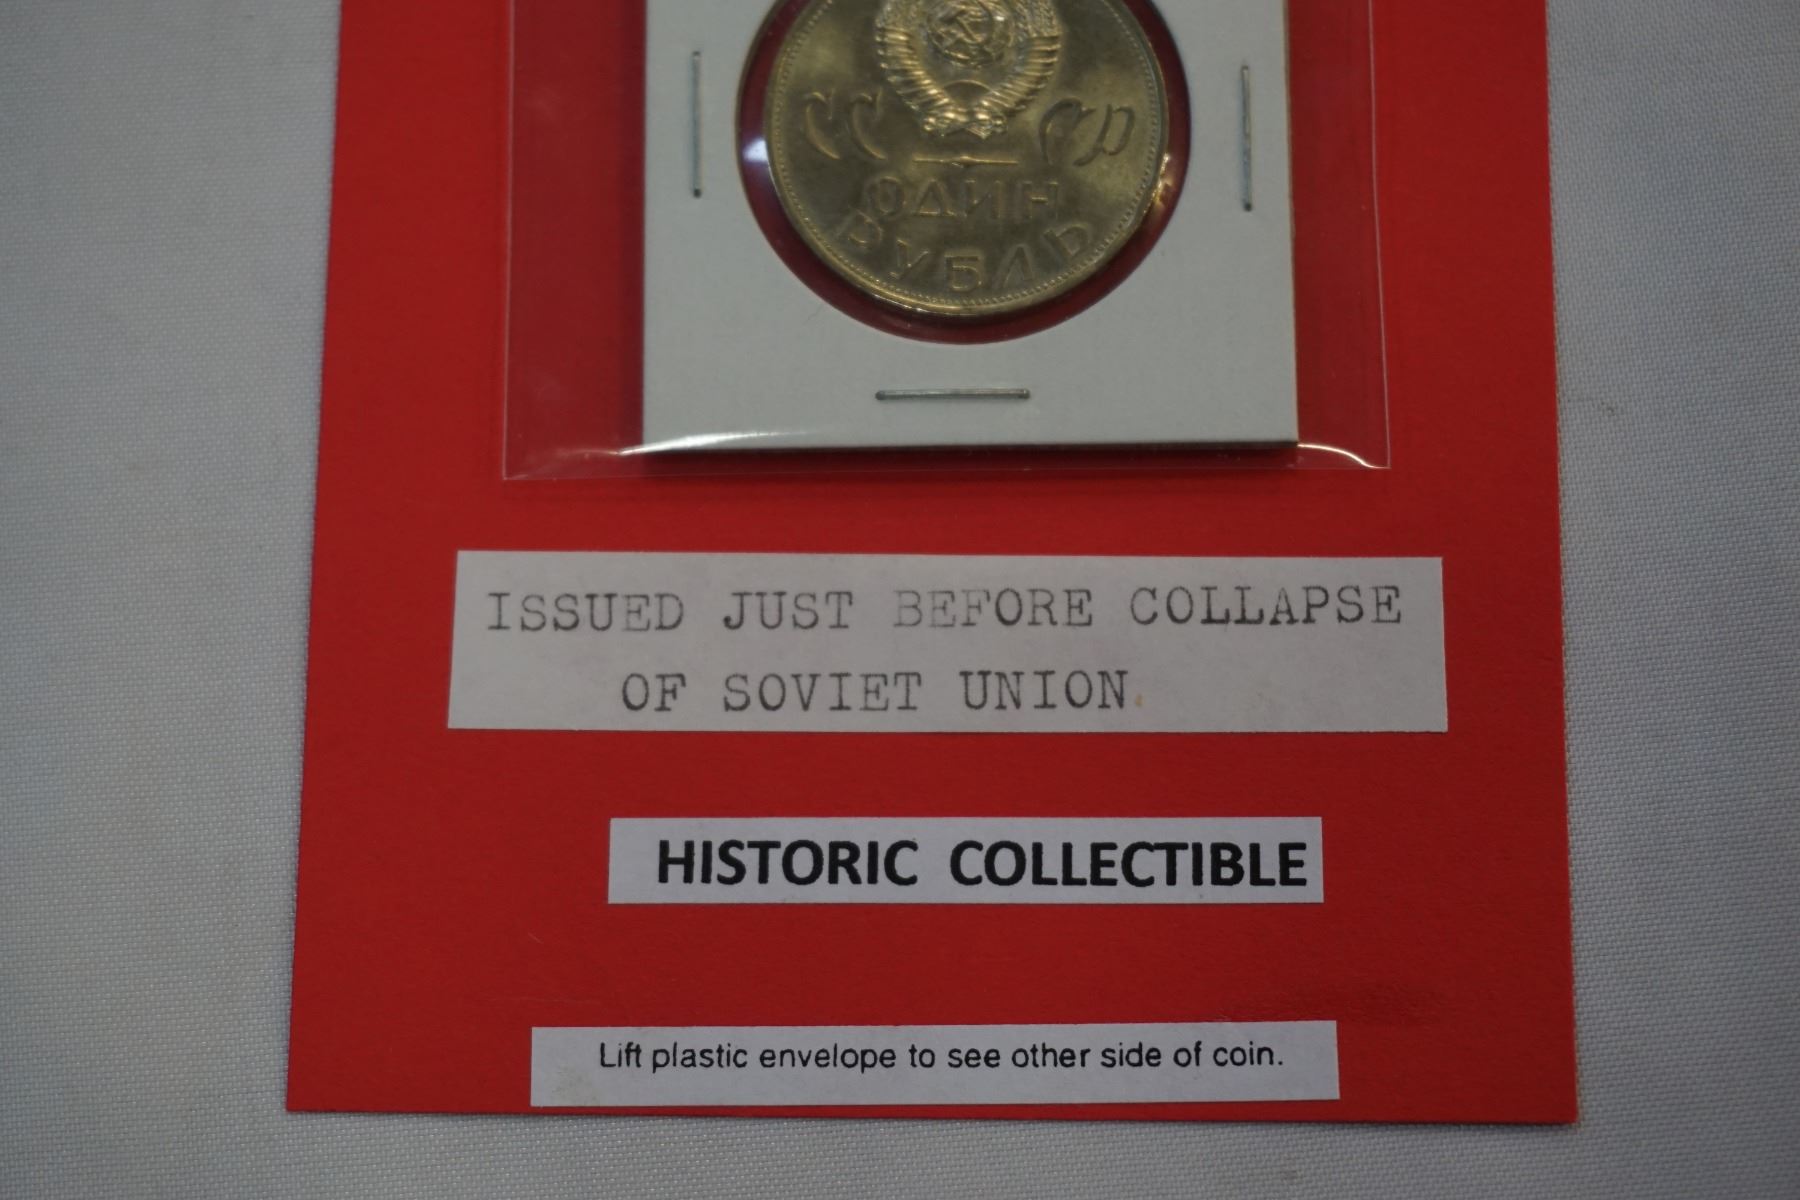 СС СР
ОДИН
РУБЛЬ
ISSUED JUST BEFORE COLLAPSE
OF SOVIET UNION
HISTORIC COLLECTIBLE
Lift plastic envelope to see other side of coin.